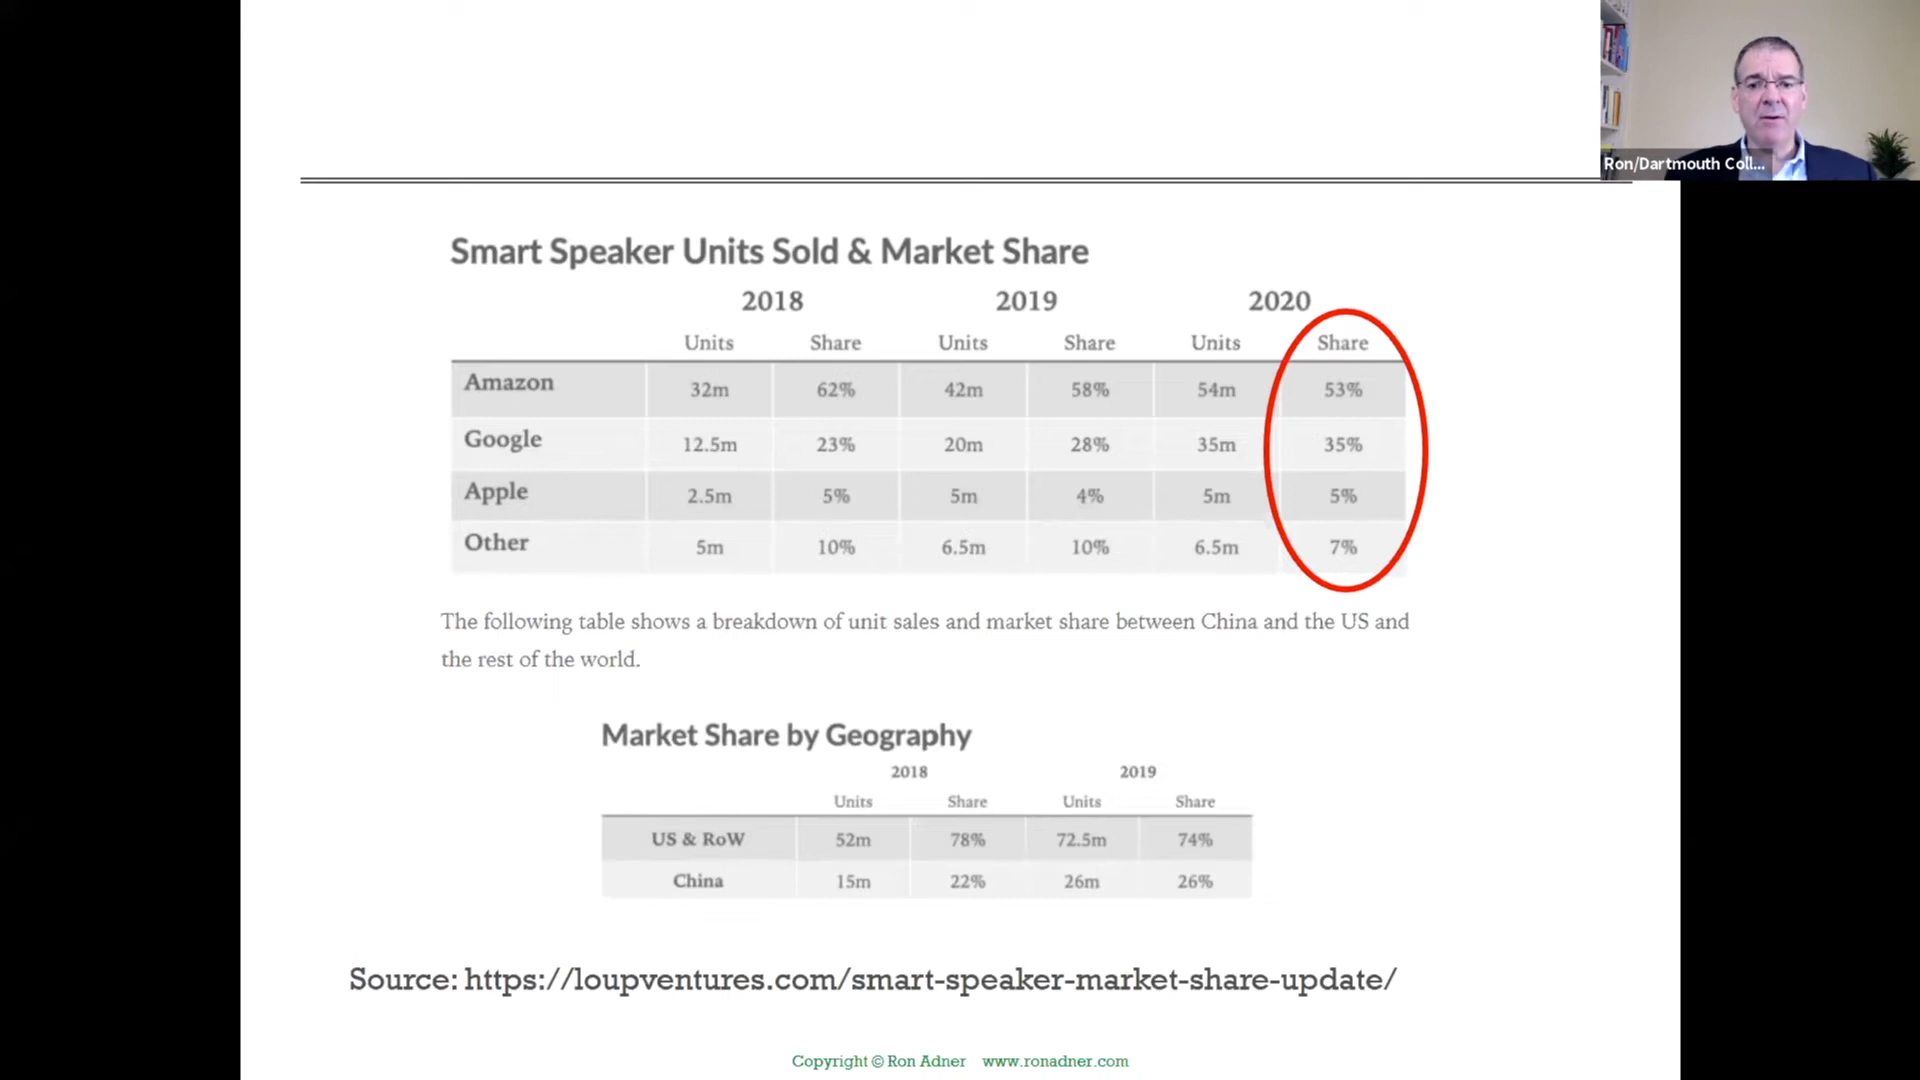 Ron/Dartmouth Coll...
Smart Speaker Units Sold & Market Share
2018 2019 2020
Units Share Units Share Units Share
Amazon 32m 62% 42m 58% 54m 53%
Google 12.5m 23% 20m 28% 35m 35%
Apple 2.5m 5% 5m 4% 5m 5%
Other 5m 10% 6.5m 10% 6.5m 7%
The following table shows a breakdown of unit sales and market share between China and the US and
the rest of the world.
Market Share by Geography
2018 2019
Units Share Units Share
US & RoW 52m 78% 72.5m 74%
China 15m 22% 26m 26%
Source: https://loupventures.com/smart-speaker-market-share-update/
Copyright © Ron Adner www.ronadner.com